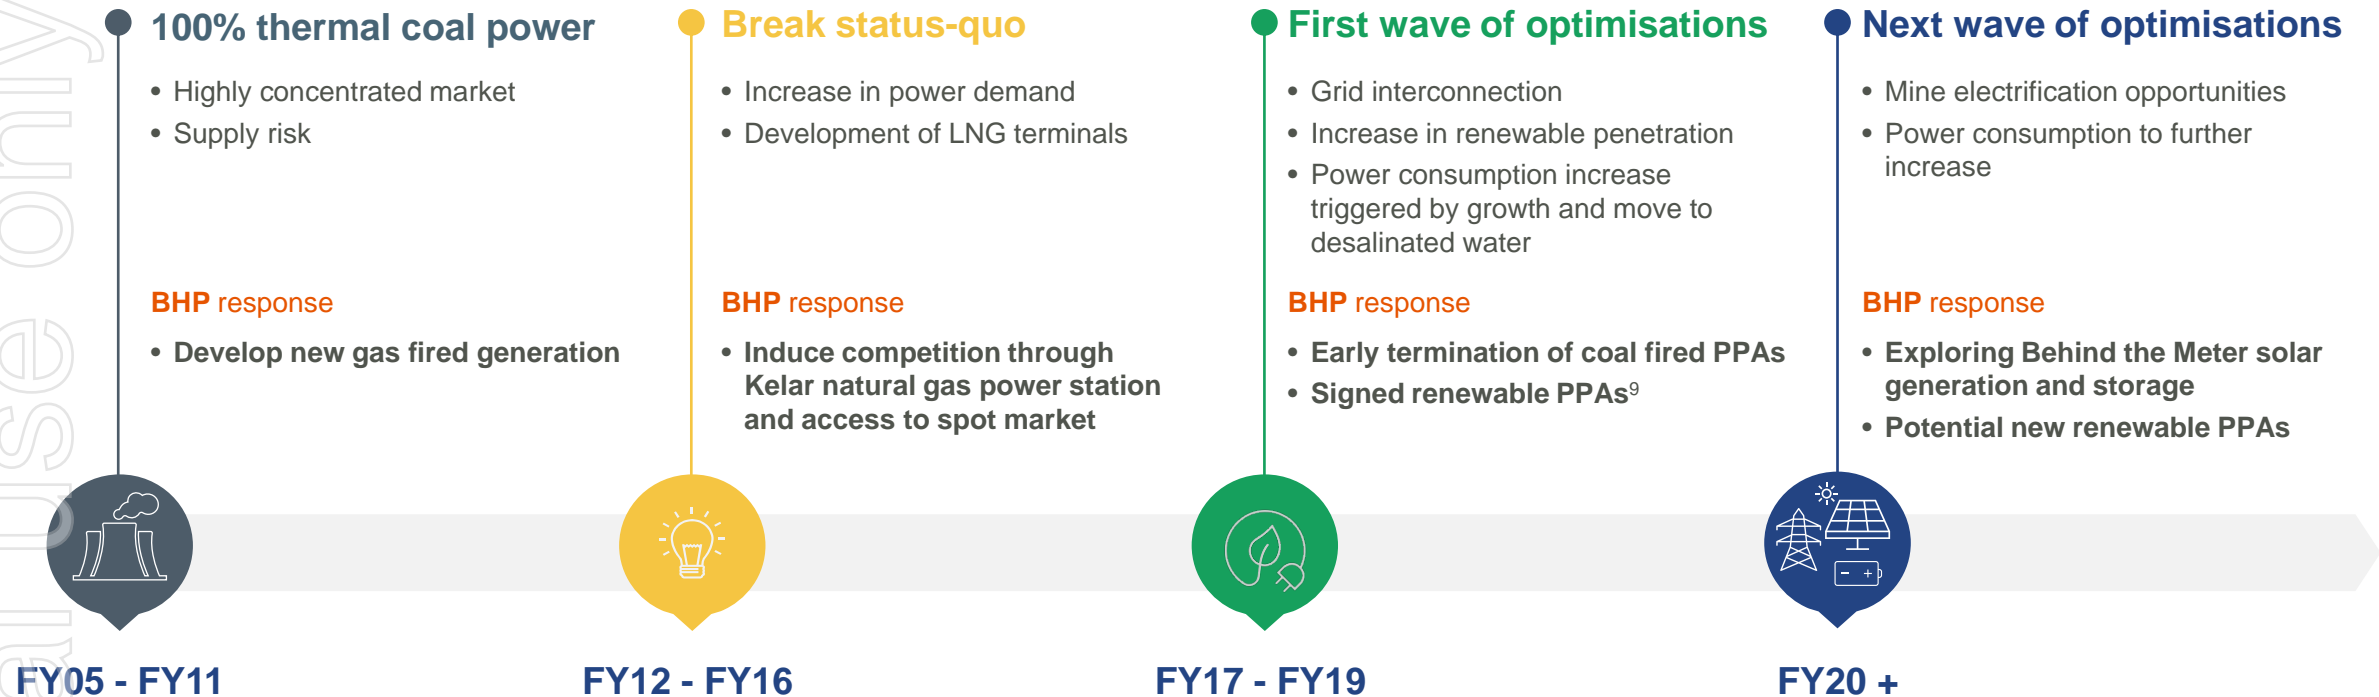 100% thermal coal power
• Highly concentrated market
• Supply risk
BHP response
• Develop new gas fired generation
FY05 - FY11
Break status-quo
• Increase in power demand
• Development of LNG terminals
BHP response
• Induce competition through
Kelar natural gas power station
and access to spot market
FY12 - FY16
First wave of optimisations
• Grid interconnection
• Increase in renewable penetration
• Power consumption increase
triggered by growth and move to
desalinated water
BHP response
• Early termination of coal fired PPAs
• Signed renewable PPAs⁹
FY17 - FY19
Next wave of optimisations
• Mine electrification opportunities
• Power consumption to further
increase
BHP response
• Exploring Behind the Meter solar
generation and storage
• Potential new renewable PPAs
FY20 +
al use only